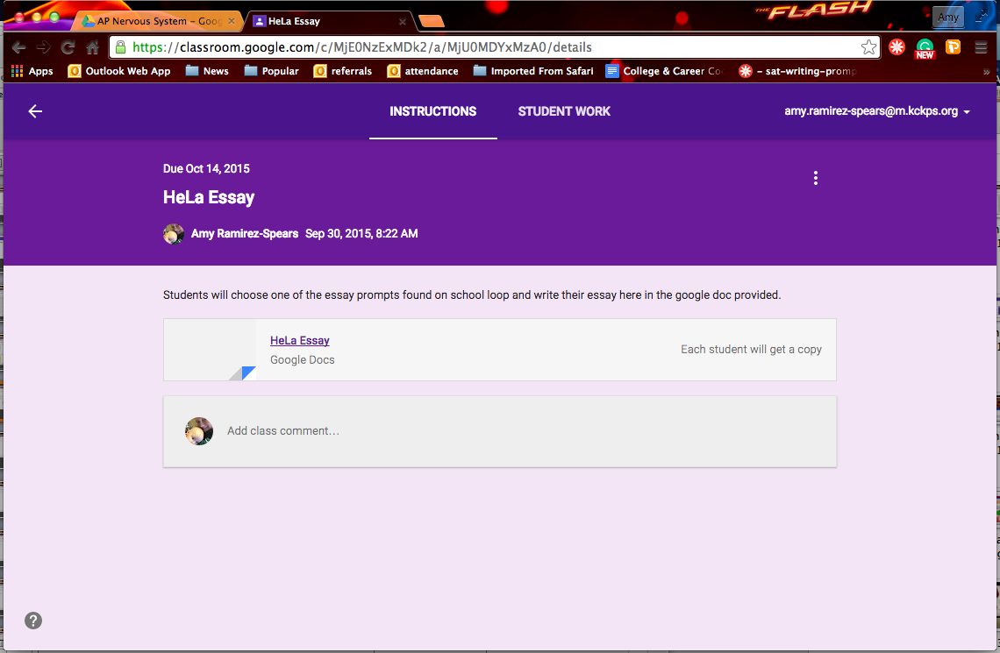 THE FLASH
Amy
AP Nervous System – Goog
HeLa Essay
https://classroom.google.com/c/MjE0NzExMDk2/a/MjU0MDYxMzA0/details
NEW
Apps
Outlook Web App
News
Popular
referrals
attendance
Imported From Safari
College & Career Co
– sat-writing-promp
»
INSTRUCTIONS
STUDENT WORK
amy.ramirez-spears@m.kckps.org
Due Oct 14, 2015
HeLa Essay
Amy Ramirez-Spears Sep 30, 2015, 8:22 AM
Students will choose one of the essay prompts found on school loop and write their essay here in the google doc provided.
HeLa Essay
Google Docs
Each student will get a copy
Add class comment…
?